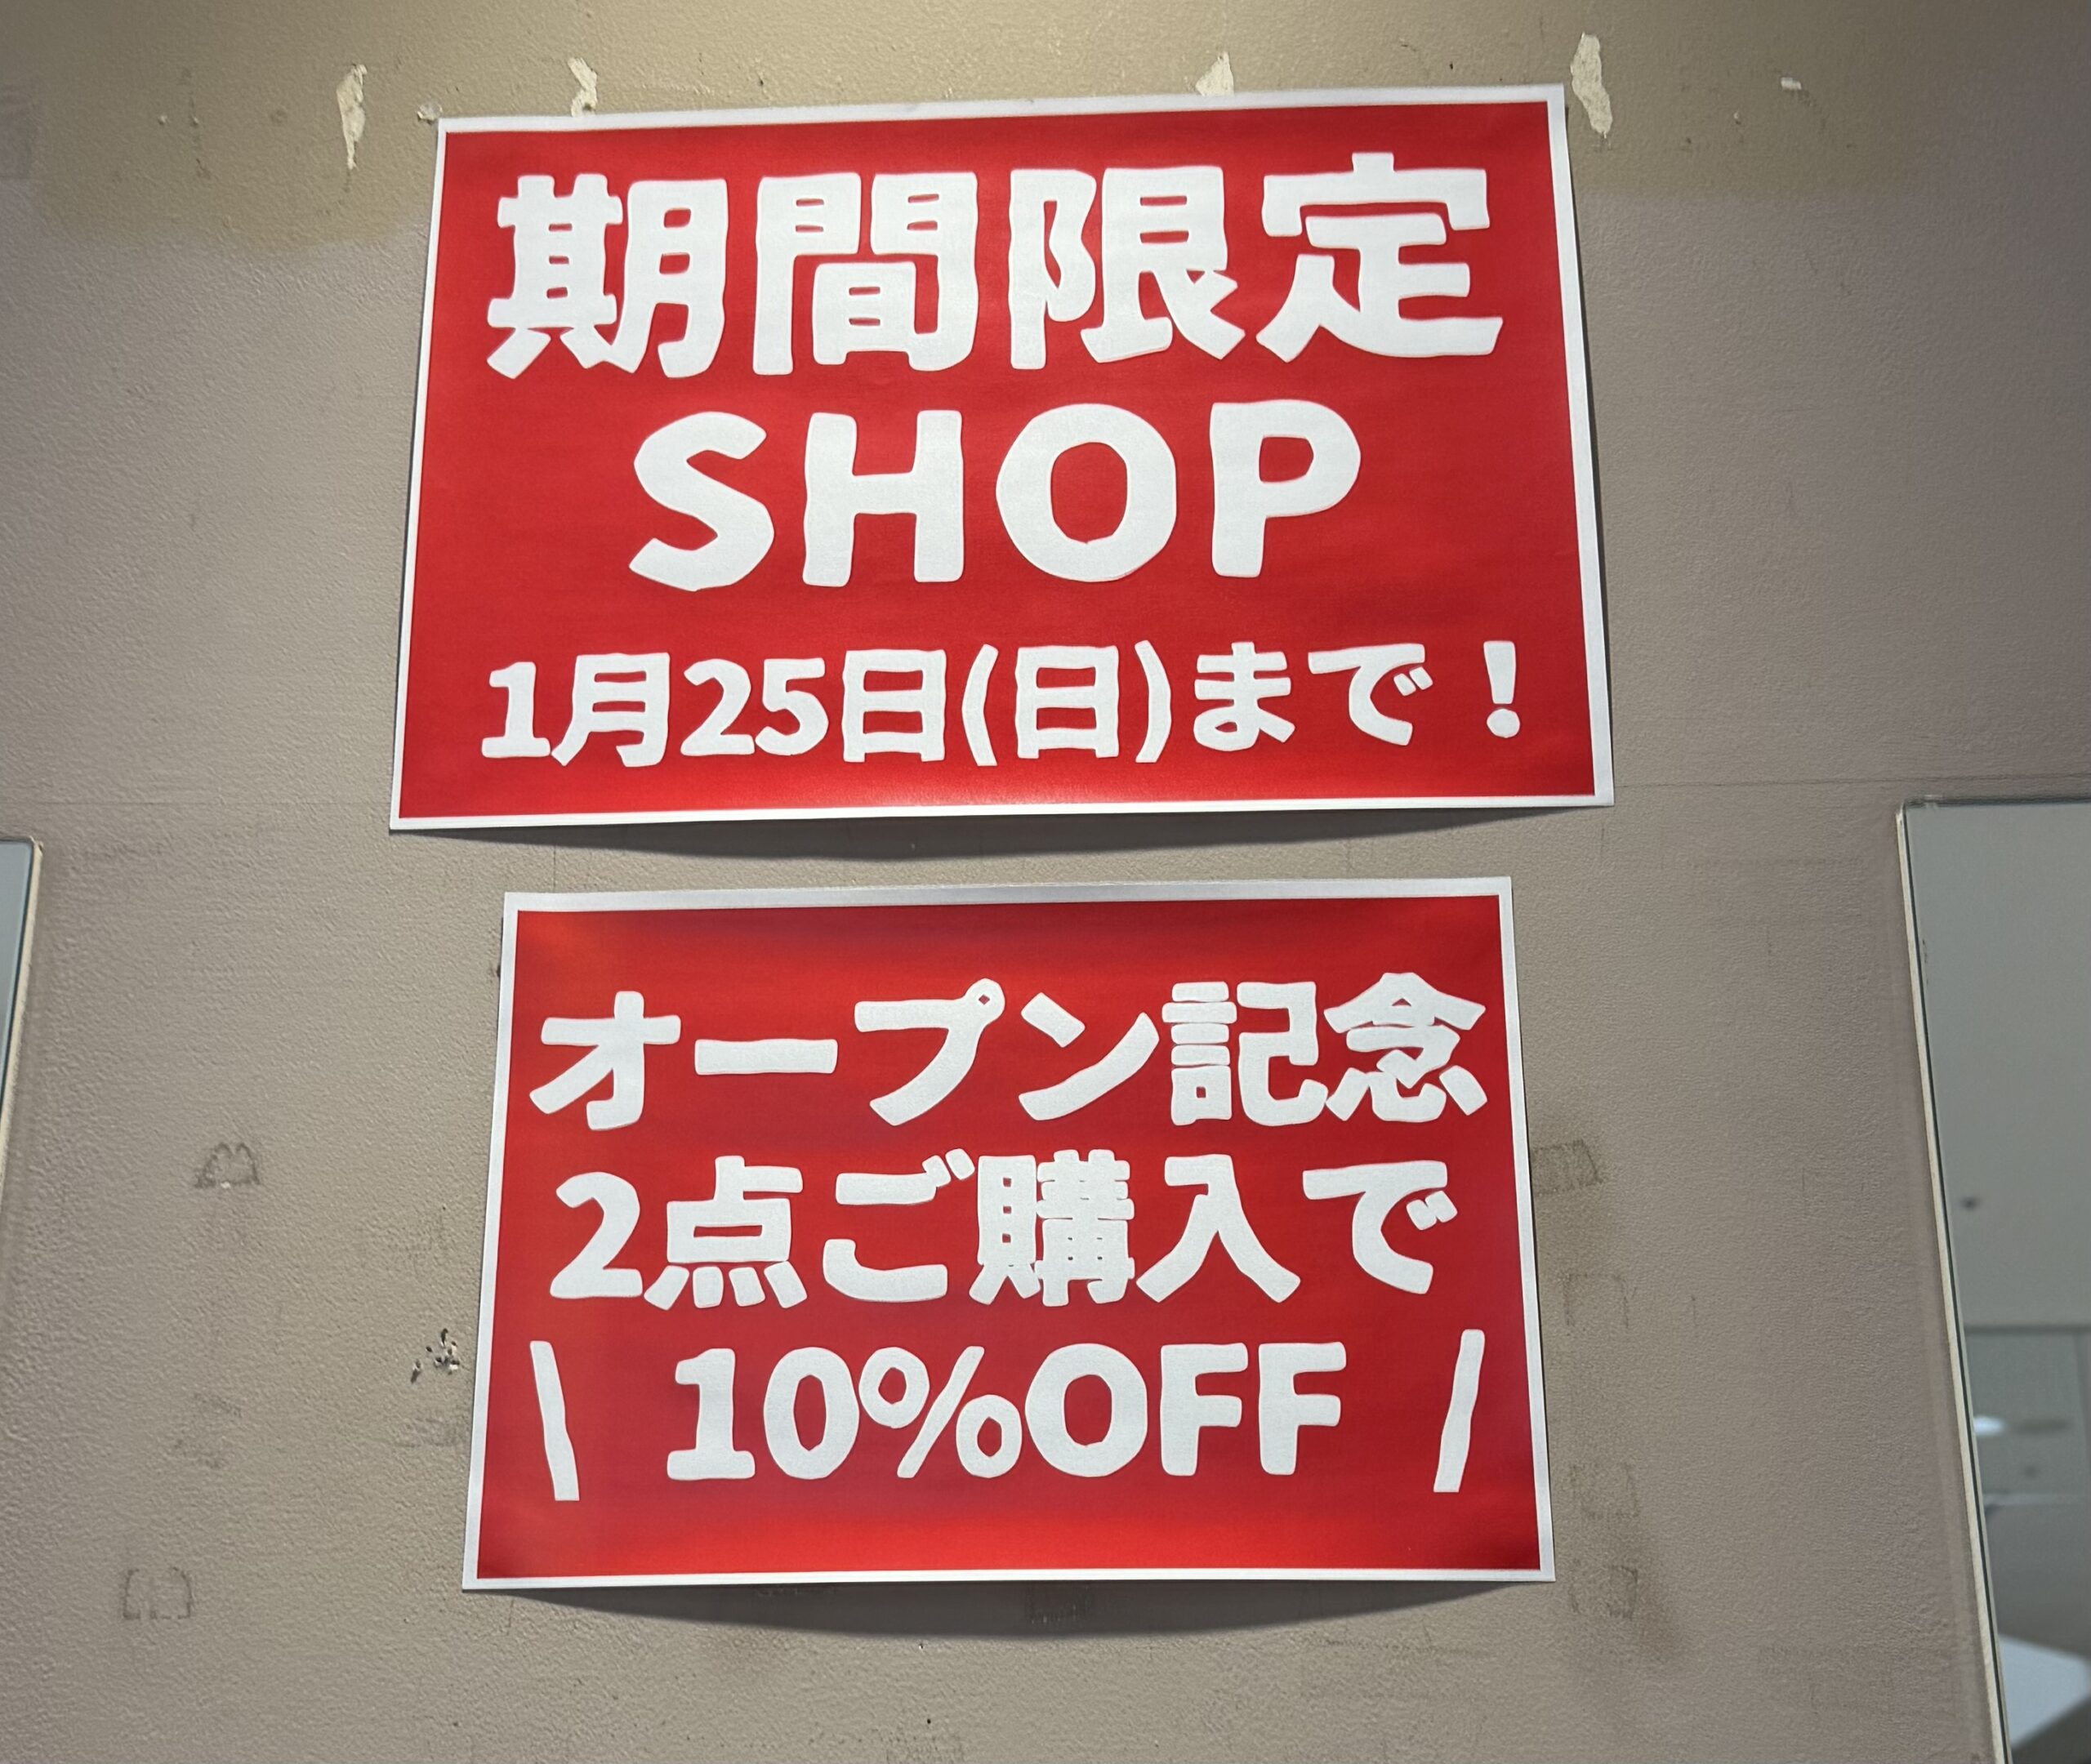 期間限定
SHOP
1月25日(日)まで！
オープン記念
2点ご購入で
\ 10%OFF /